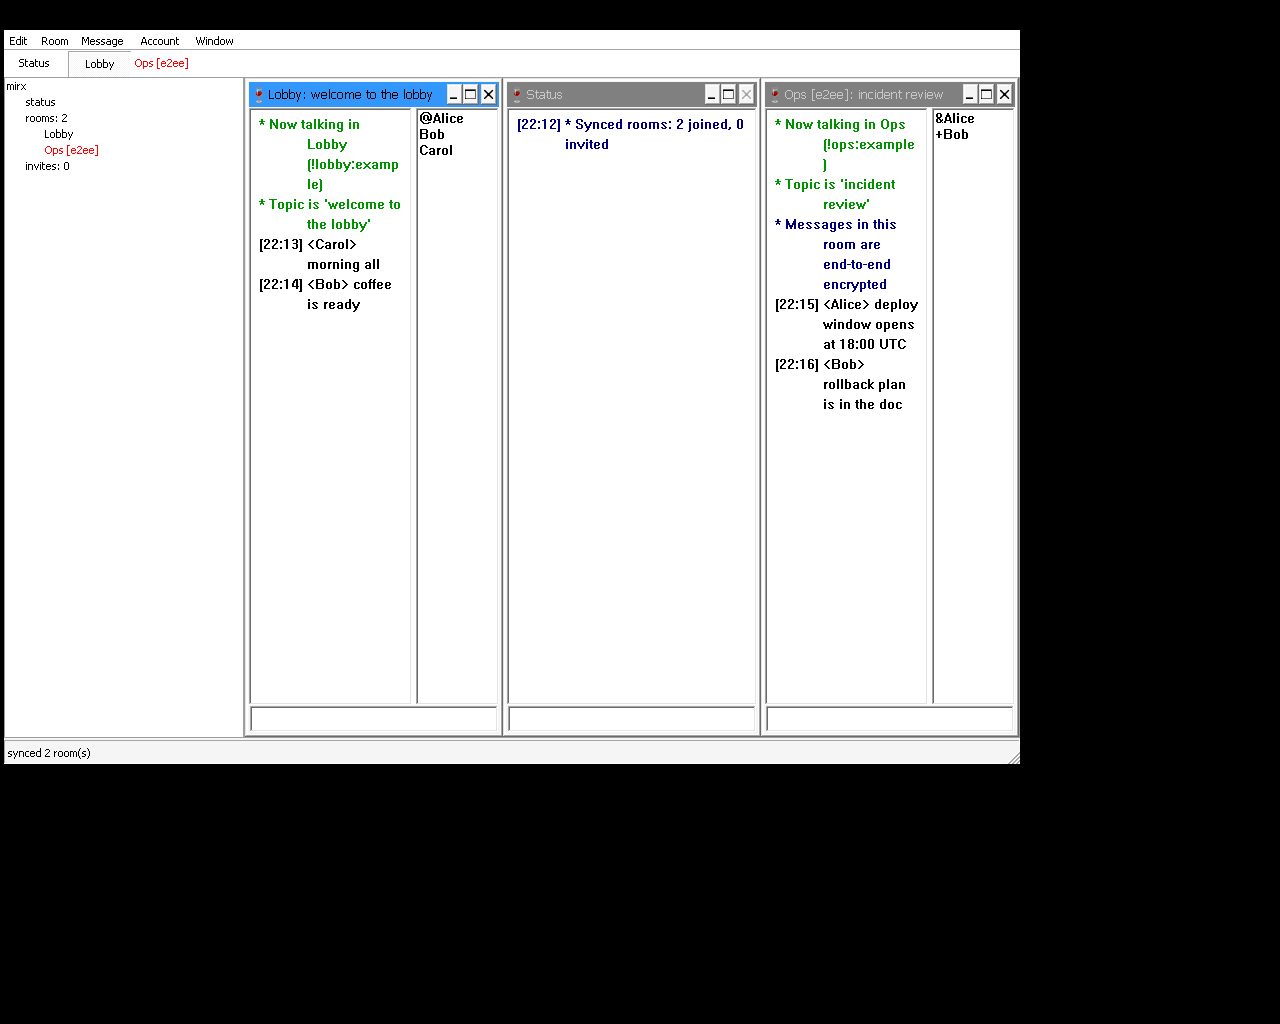 Edit Room Message Account Window
Status Lobby Ops [e2ee]
mirx
status
rooms: 2
Lobby
Ops [e2ee]
invites: 0
Lobby: welcome to the lobby
* Now talking in
Lobby
(!lobby:examp
le)
* Topic is 'welcome to
the lobby'
[22:13] <Carol>
morning all
[22:14] <Bob> coffee
is ready
@Alice
Bob
Carol
Status
[22:12] * Synced rooms: 2 joined, 0
invited
Ops [e2ee]: incident review
* Now talking in Ops
(!ops:example
)
* Topic is 'incident
review'
* Messages in this
room are
end-to-end
encrypted
[22:15] <Alice> deploy
window opens
at 18:00 UTC
[22:16] <Bob>
rollback plan
is in the doc
&Alice
+Bob
synced 2 room(s)